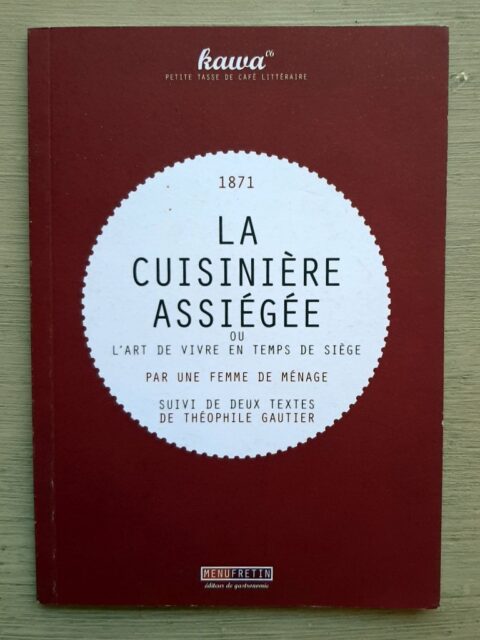 kawa 06
PETITE TASSE DE CAFÉ LITTÉRAIRE
1871
LA
CUISINIÈRE
ASSIÉGÉE
OU
L'ART DE VIVRE EN TEMPS DE SIÈGE
PAR UNE FEMME DE MÉNAGE
SUIVI DE DEUX TEXTES
DE THÉOPHILE GAUTIER
MENUFRETIN
éditeur de gastronomie